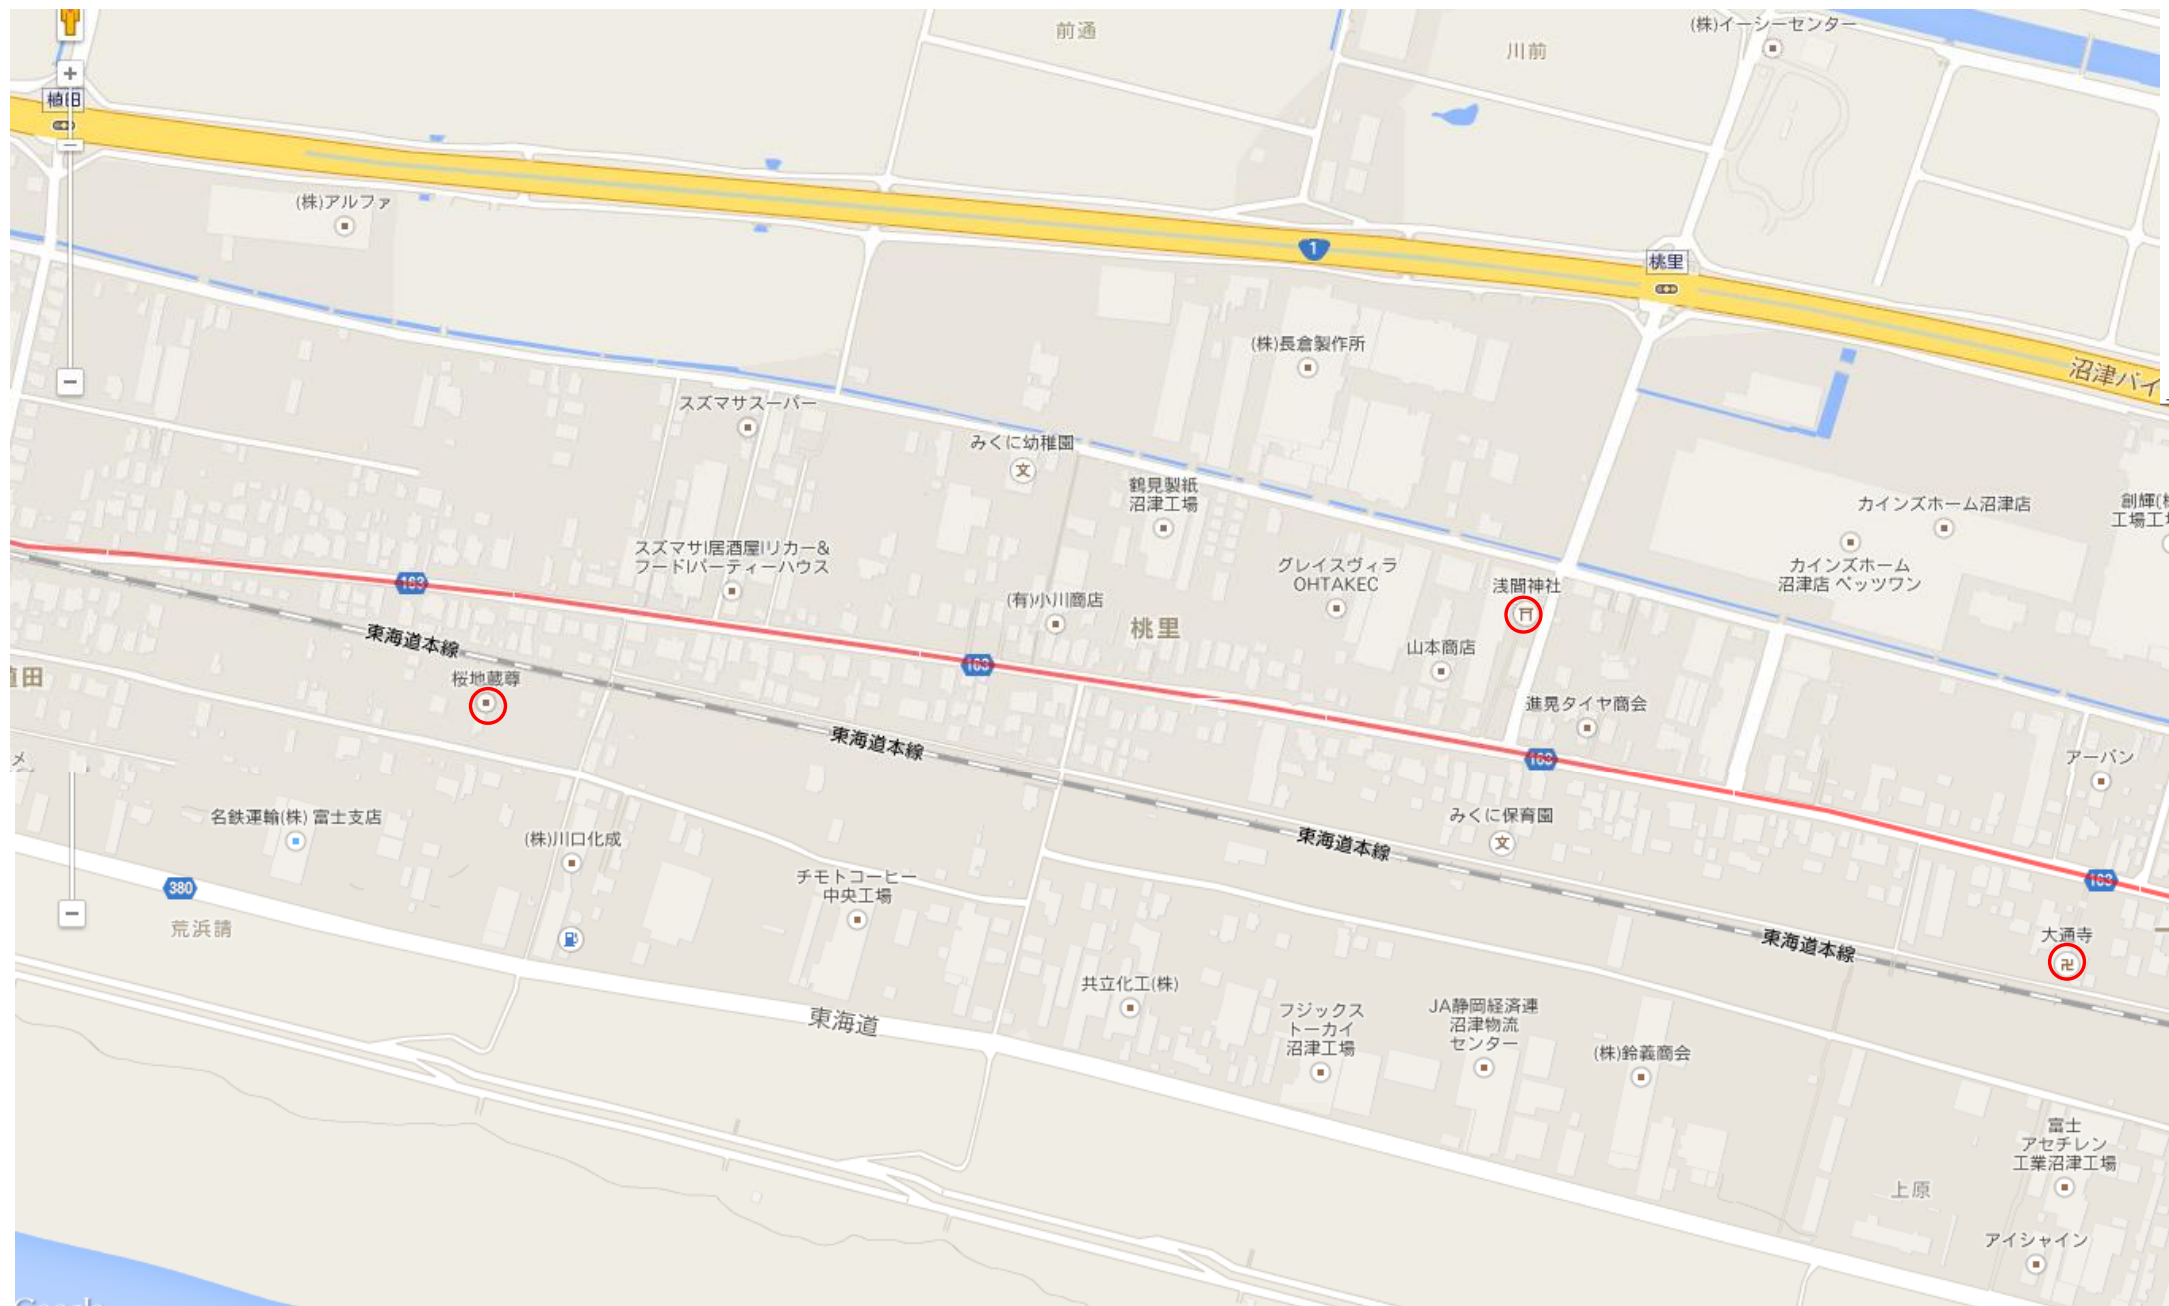 (株)イーシーセンター
前通
川前
植田
(株)アルファ
1
桃里
(株)長倉製作所
沼津バイ
スズマサスーパー
みくに幼稚園
鶴見製紙
沼津工場
カインズホーム沼津店
創輝(
工場工
スズマサ|居酒屋|リカー&
フード|パーティーハウス
グレイスヴィラ
OHTAKEC
カインズホーム
沼津店 ペッツワン
163
浅間神社
(有)小川商店
桃里
東海道本線
山本商店
163
植田
桜地蔵尊
進晃タイヤ商会
東海道本線
163
アーバン
メ
名鉄運輸(株) 富士支店
みくに保育園
(株)川口化成
東海道本線
チモトコーヒー
中央工場
163
380
荒浜請
大通寺
東海道本線
共立化工(株)
東海道
フジックス
トーカイ
沼津工場
JA静岡経済連
沼津物流
センター
(株)鈴義商会
富士
アセチレン
工業沼津工場
上原
アイシャイン
Google